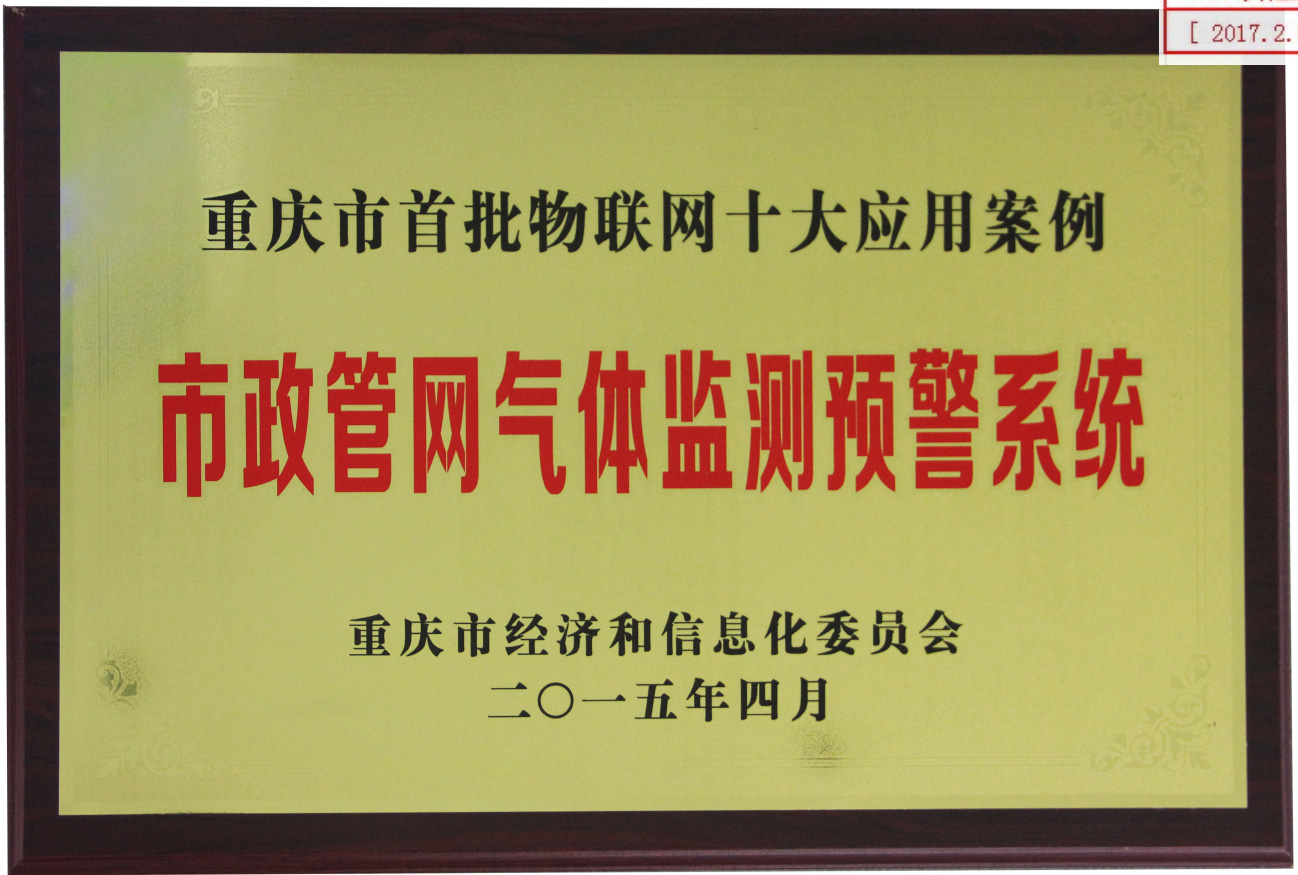 [ 2017.2.
重庆市首批物联网十大应用案例
市政管网气体监测预警系统
重庆市经济和信息化委员会
二〇一五年四月